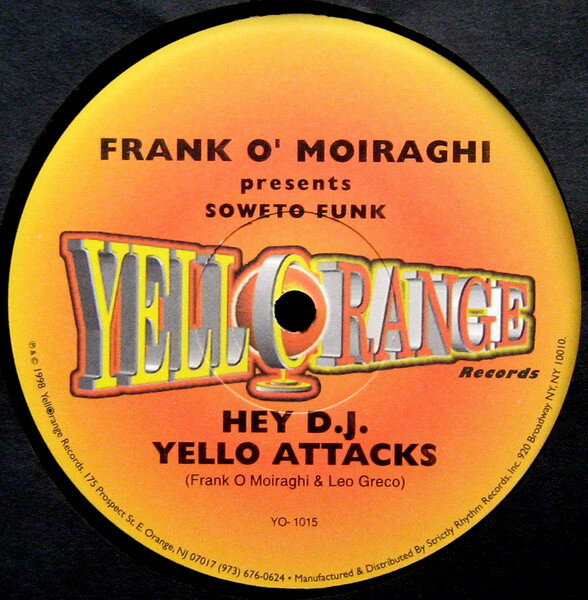 FRANK O' MOIRAGHI
presents
SOWETO FUNK
YELLORANGE
Records
HEY D.J.
YELLO ATTACKS
(Frank O Moiraghi & Leo Greco)
YO- 1015
℗ & © 1998 YellOrange Records, 175 Prospect St. E. Orange, NJ 07017 (973) 676-0624 • Manufactured & Distributed by Strictly Rhythm Records, Inc. 920 Broadway NY, NY 10010.